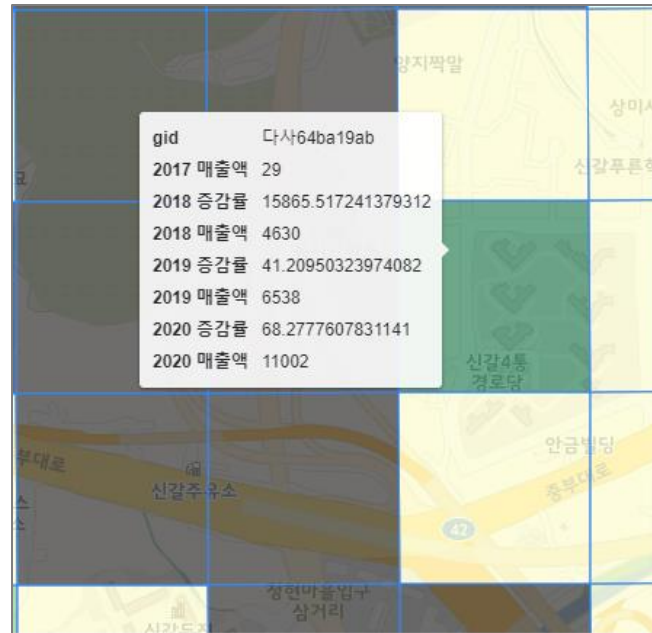 양지짝말
상미
신갈푸른
gid 다사64ba19ab
2017 매출액 29
2018 증감률 15865.517241379312
2018 매출액 4630
2019 증감률 41.20950323974082
2019 매출액 6538
2020 증감률 68.2777607831141
2020 매출액 11002
신갈4통
경로당
안금빌딩
부대로
신갈주유소
중부대로
스
소
42
정현마을입구
삼거리